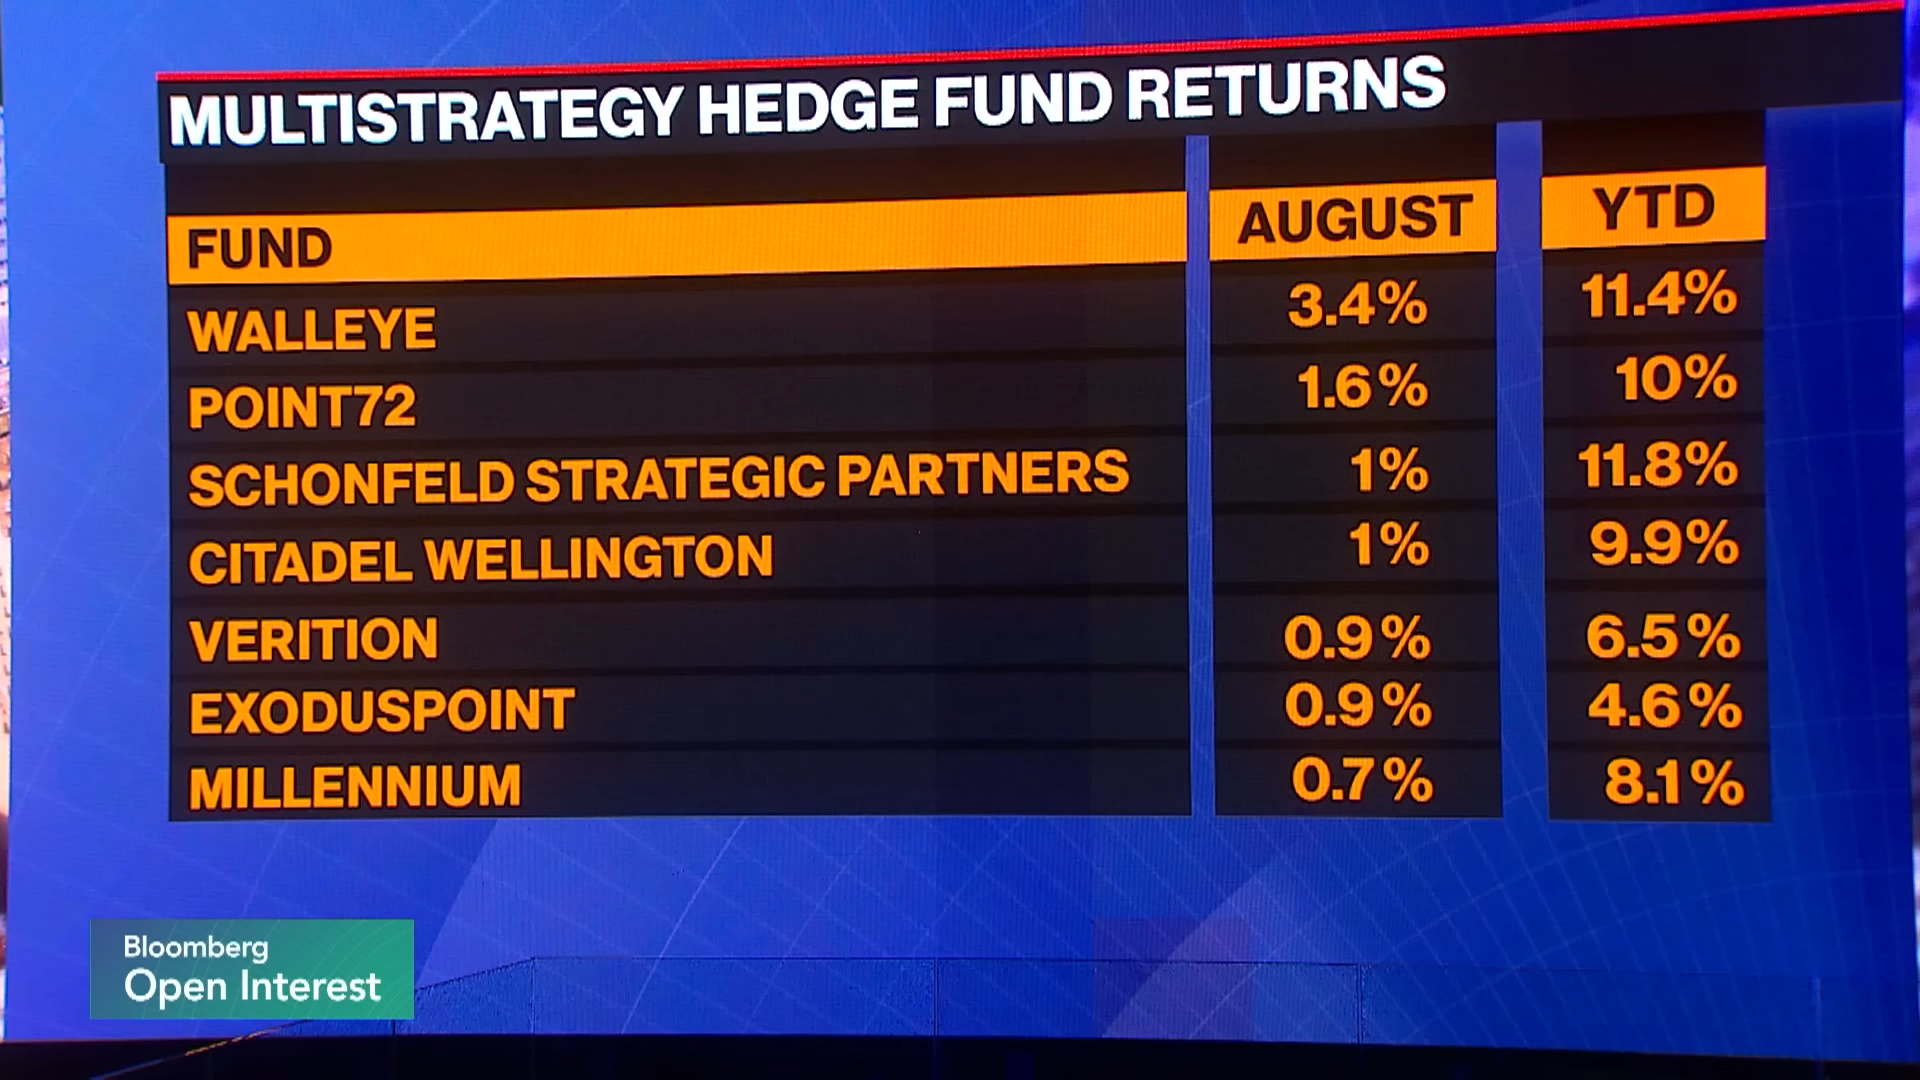 MULTISTRATEGY HEDGE FUND RETURNS
FUND AUGUST YTD
WALLEYE 3.4% 11.4%
POINT72 1.6% 10%
SCHONFELD STRATEGIC PARTNERS 1% 11.8%
CITADEL WELLINGTON 1% 9.9%
VERITION 0.9% 6.5%
EXODUSPOINT 0.9% 4.6%
MILLENNIUM 0.7% 8.1%
Bloomberg
Open Interest